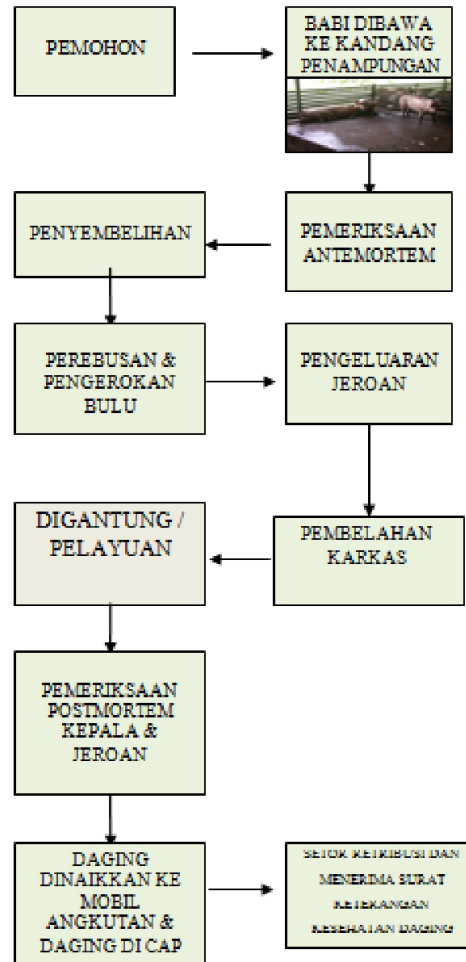 PEMOHON
BABI DIBAWA
KE KANDANG
PENAMPUNGAN
PEMERIKSAAN
ANTEMORTEM
PENYEMBELIHAN
PEREBUSAN &
PENGEROKAN
BULU
PENGELUARAN
JEROAN
PEMBELAHAN
KARKAS
DIGANTUNG /
PELAYUAN
PEMERIKSAAN
POSTMORTEM
KEPALA &
JEROAN
DAGING
DINAIKKAN KE
MOBIL
ANGKUTAN &
DAGING DI CAP
SETOR RETRIBUSI DAN
MENERIMA SURAT
KETERANGAN
KESEHATAN DAGING